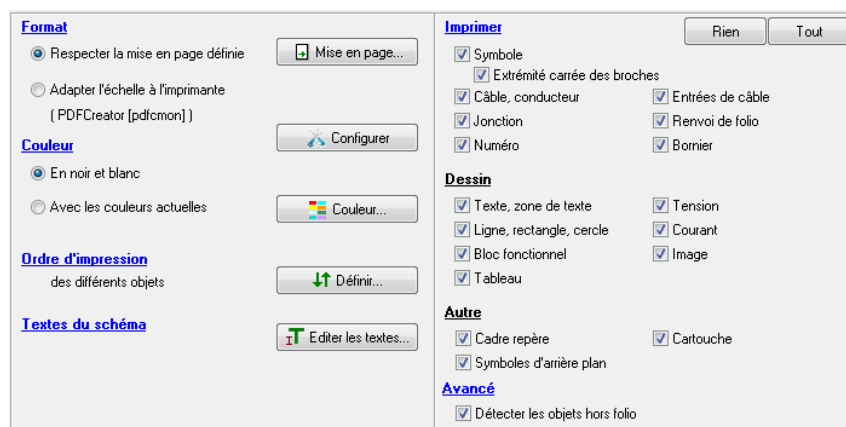 Format
Respecter la mise en page définie
Mise en page...
Adapter l'échelle à l'imprimante
( PDFCreator [pdfcmon] )
Configurer
Couleur
En noir et blanc
Avec les couleurs actuelles
Couleur...
Ordre d'impression
des différents objets
Définir...
Textes du schéma
Editer les textes...
Imprimer
Rien
Tout
Symbole
Extrémité carrée des broches
Câble, conducteur
Entrées de câble
Jonction
Renvoi de folio
Numéro
Bornier
Dessin
Texte, zone de texte
Tension
Ligne, rectangle, cercle
Courant
Bloc fonctionnel
Image
Tableau
Autre
Cadre repère
Cartouche
Symboles d'arrière plan
Avancé
Détecter les objets hors folio